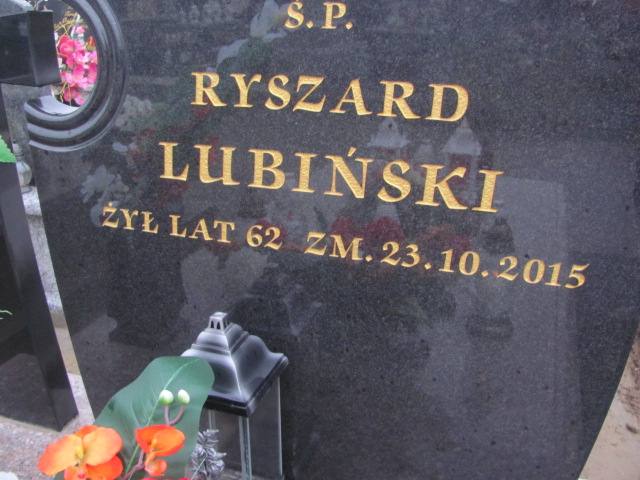 Ś.P.
RYSZARD
LUBIŃSKI
ŻYŁ LAT 62 ZM. 23.10.2015